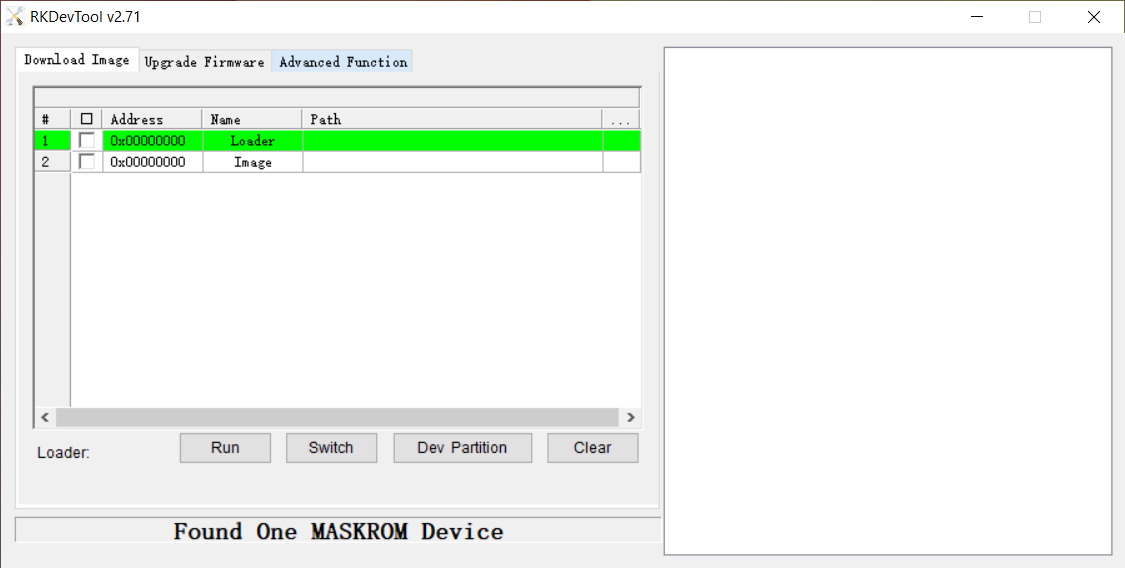 RKDevTool v2.71
Download Image Upgrade Firmware Advanced Function
# Address Name Path ...
1 0x00000000 Loader
2 0x00000000 Image
Loader: Run Switch Dev Partition Clear
Found One MASKROM Device